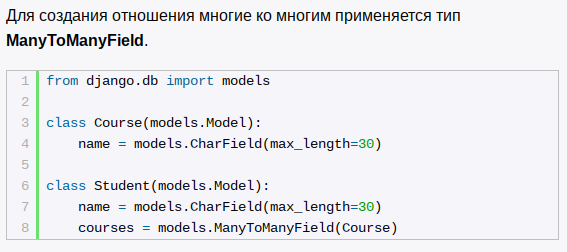 Для создания отношения многие ко многим применяется тип
ManyToManyField.
1 from django.db import models
2
3 class Course(models.Model):
4     name = models.CharField(max_length=30)
5
6 class Student(models.Model):
7     name = models.CharField(max_length=30)
8     courses = models.ManyToManyField(Course)